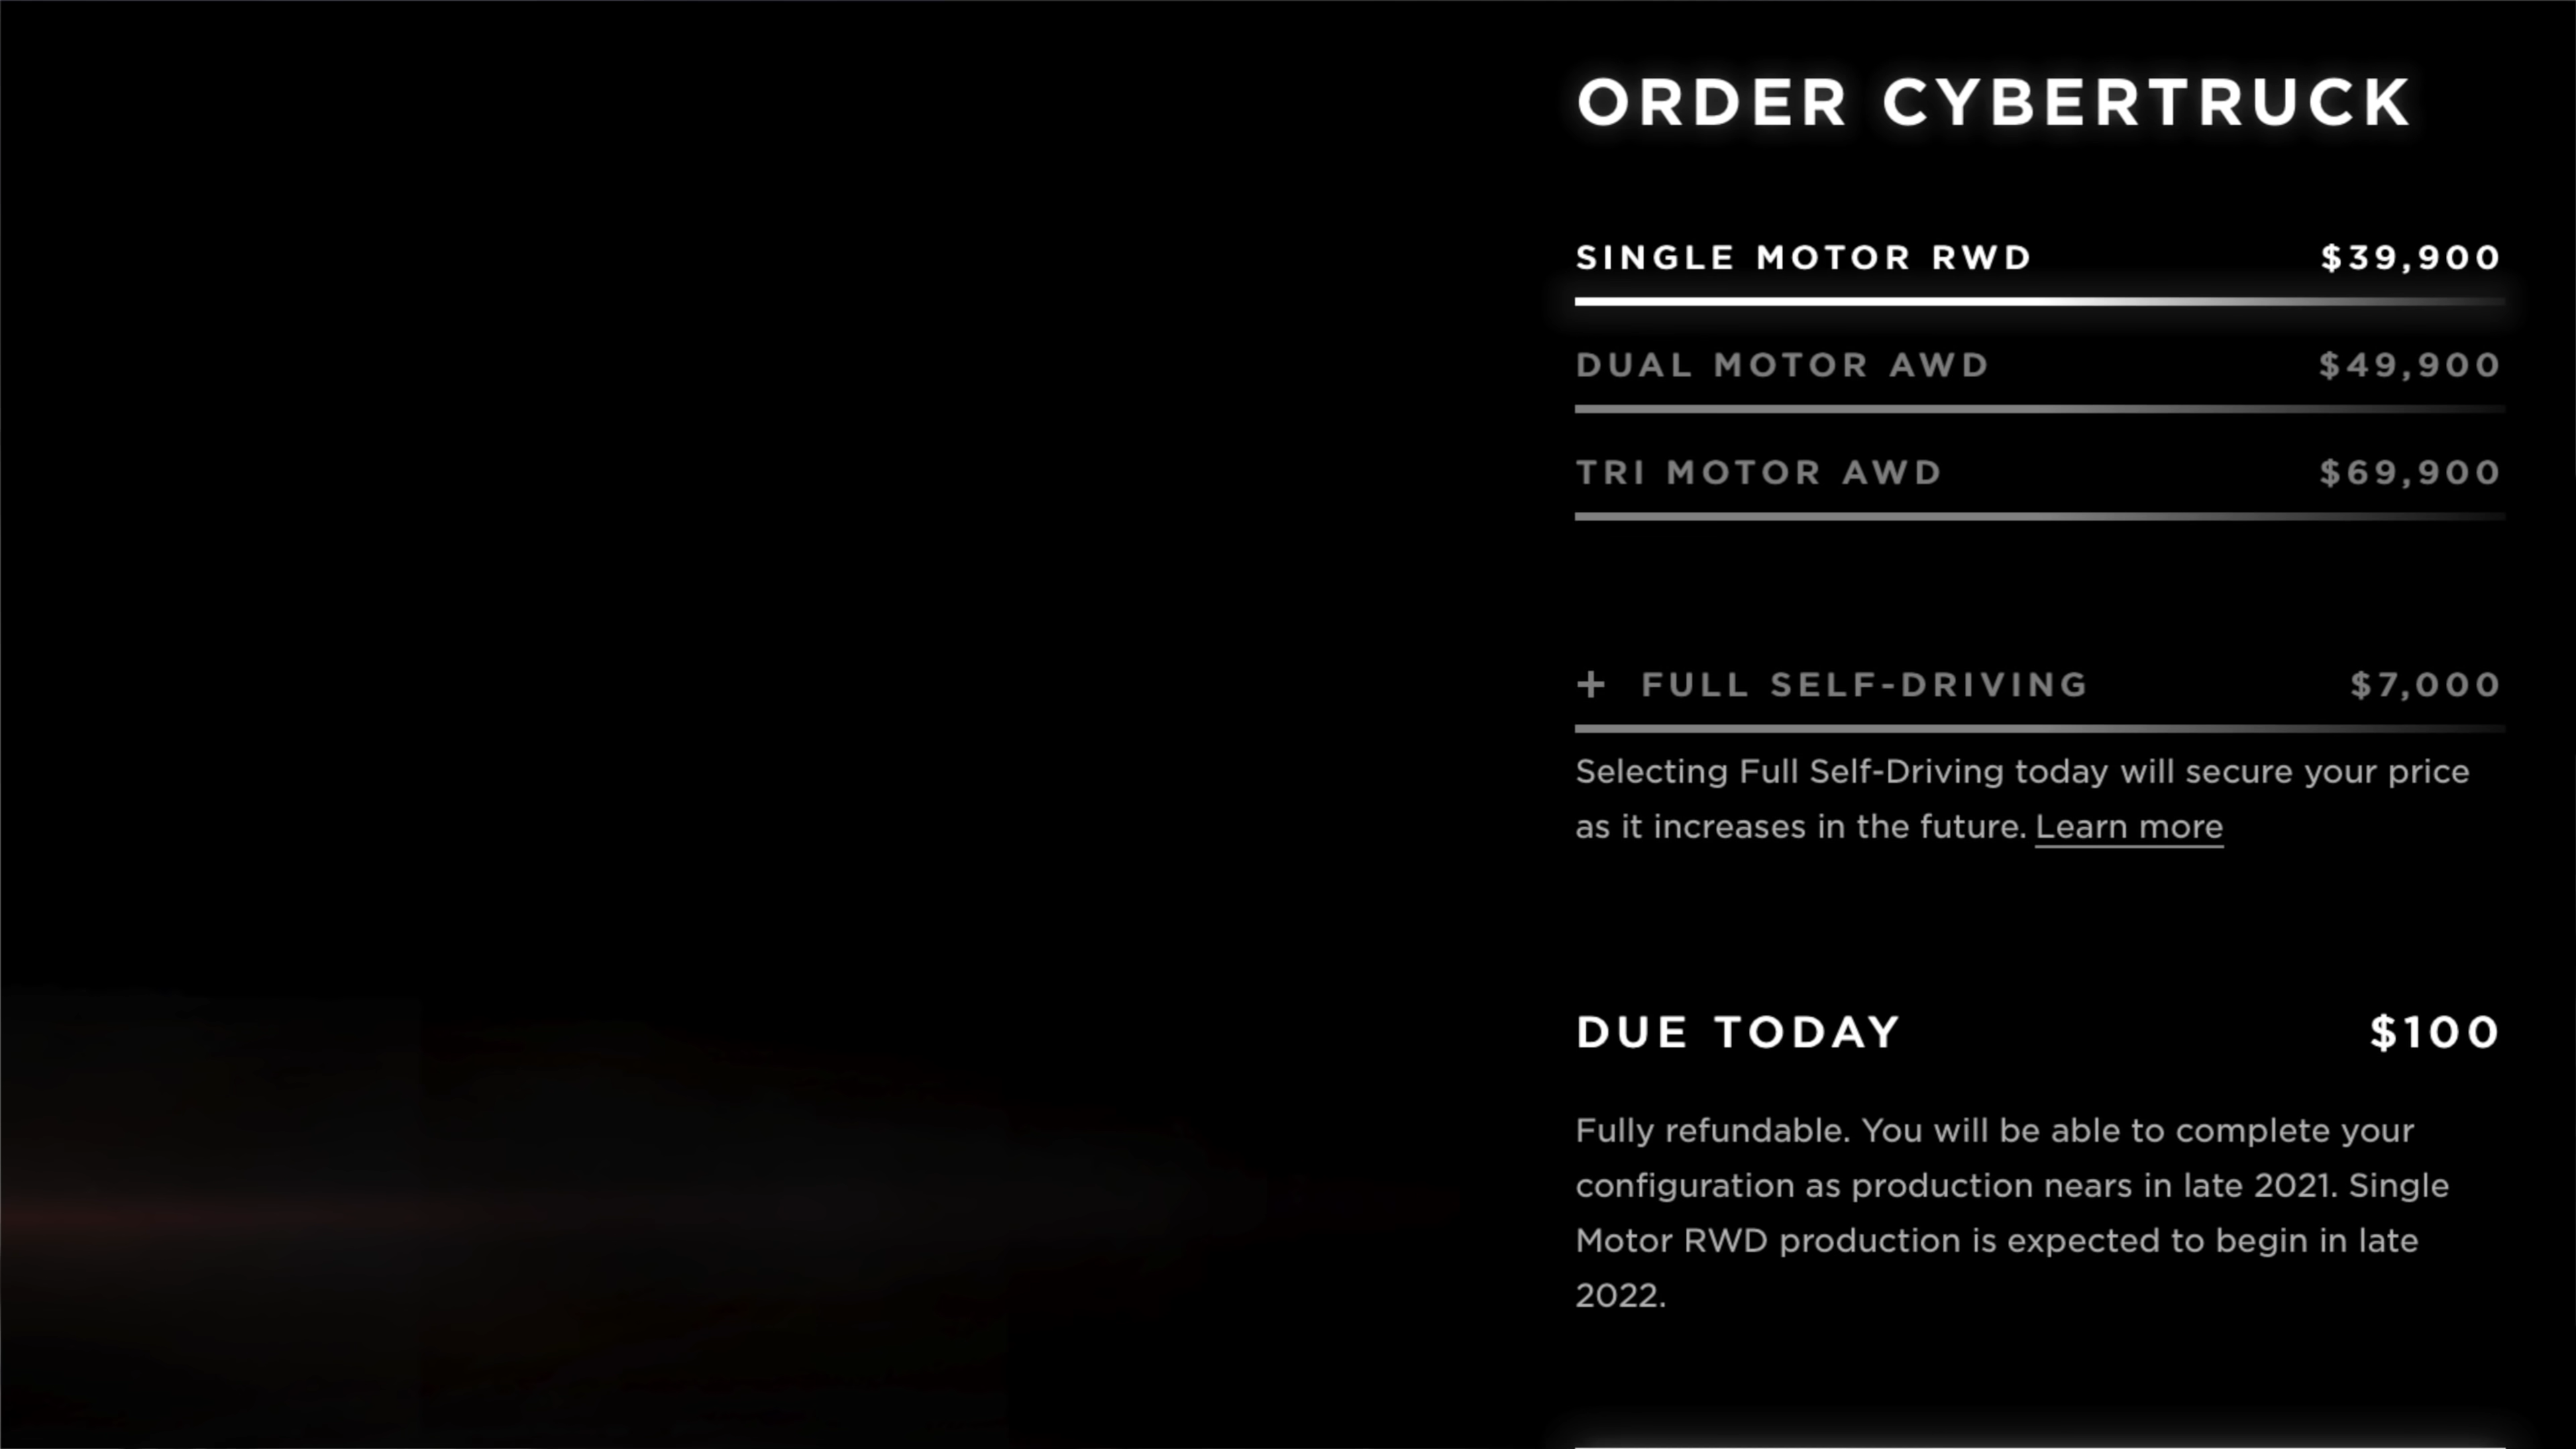 ORDER CYBERTRUCK
SINGLE MOTOR RWD $39,900
DUAL MOTOR AWD $49,900
TRI MOTOR AWD $69,900
+ FULL SELF-DRIVING $7,000
Selecting Full Self-Driving today will secure your price
as it increases in the future. Learn more
DUE TODAY $100
Fully refundable. You will be able to complete your
configuration as production nears in late 2021. Single
Motor RWD production is expected to begin in late
2022.